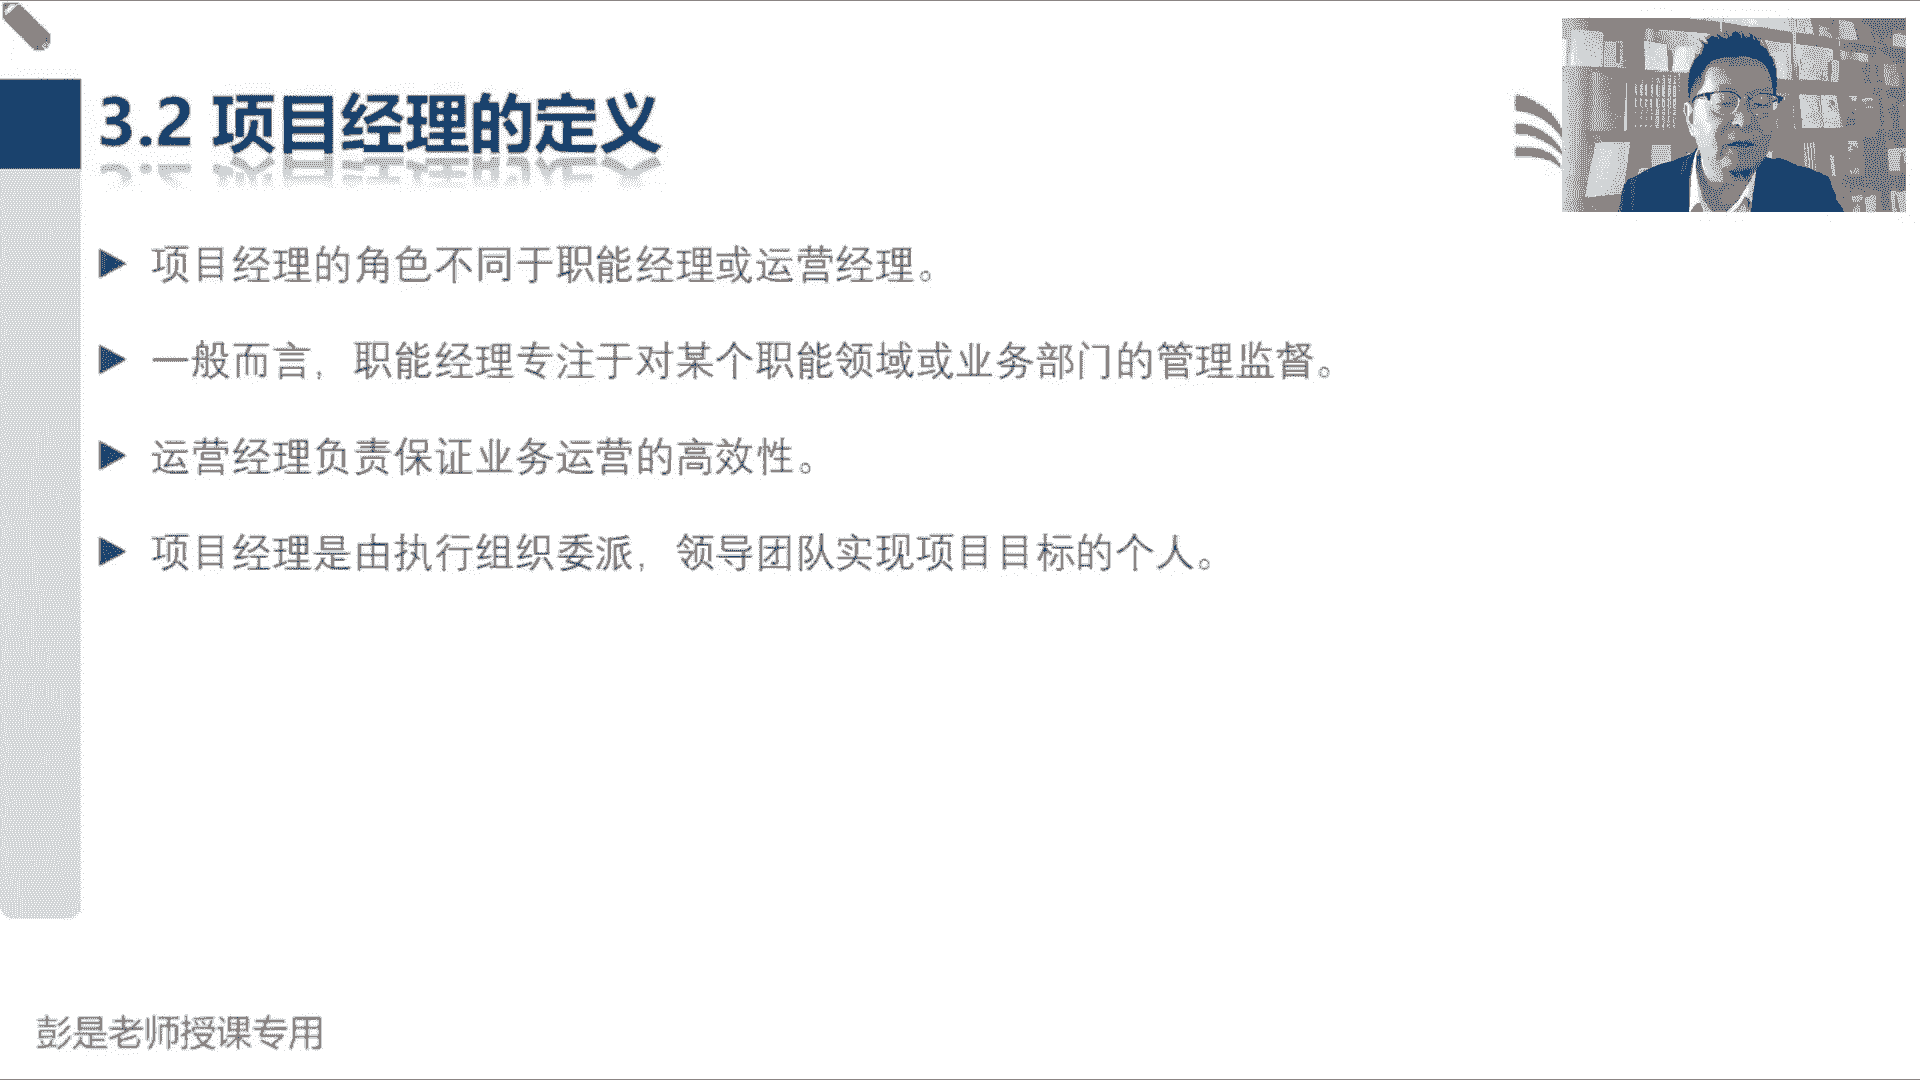 3.2 项目经理的定义
项目经理的角色不同于职能经理或运营经理。
一般而言，职能经理专注于对某个职能领域或业务部门的管理监督。
运营经理负责保证业务运营的高效性。
项目经理是由执行组织委派，领导团队实现项目目标的个人。
彭是老师授课专用